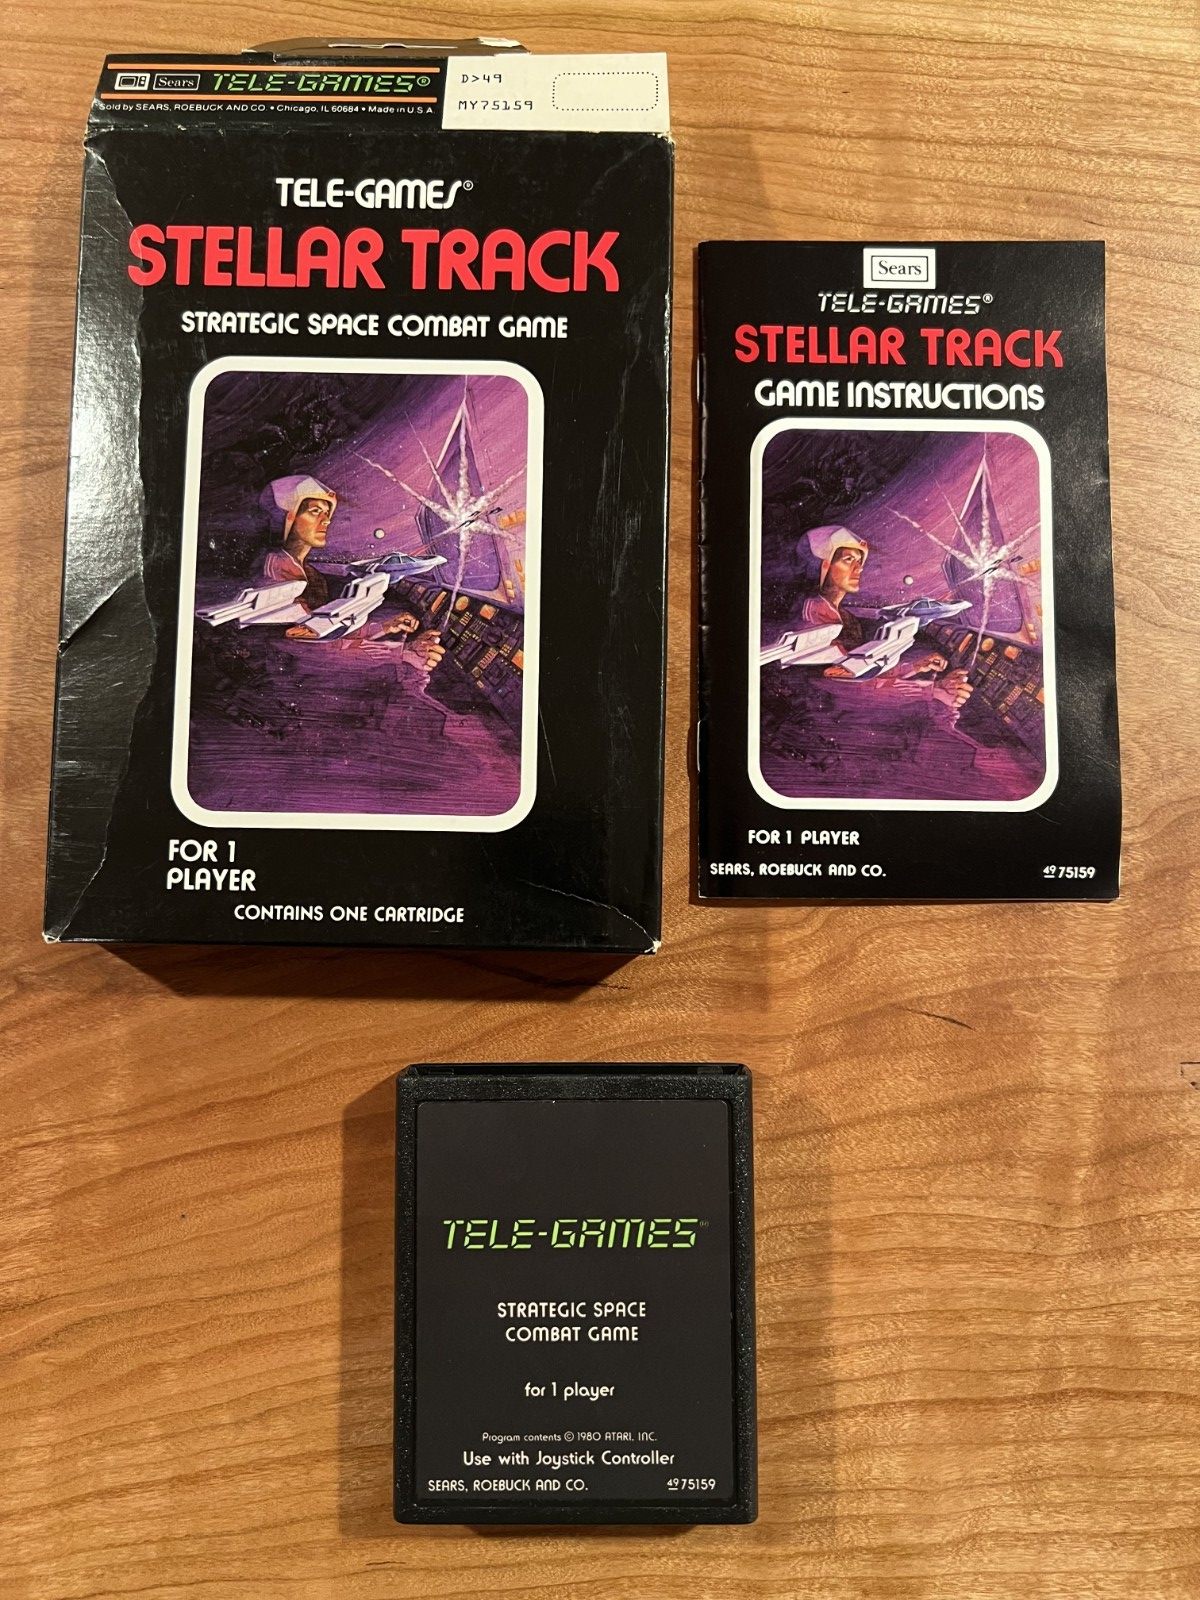 Sears TELE-GAMES®
Sold by SEARS, ROEBUCK AND CO. • Chicago, IL 60684 • Made in U.S.A.
D>49
MY75159
TELE-GAMES®
STELLAR TRACK
STRATEGIC SPACE COMBAT GAME
FOR 1
PLAYER
CONTAINS ONE CARTRIDGE
Sears
TELE-GAMES®
STELLAR TRACK
GAME INSTRUCTIONS
FOR 1 PLAYER
SEARS, ROEBUCK AND CO. 49 75159
TELE-GAMES
STRATEGIC SPACE
COMBAT GAME
for 1 player
Program contents © 1980 ATARI, INC.
Use with Joystick Controller
SEARS, ROEBUCK AND CO. 49 75159